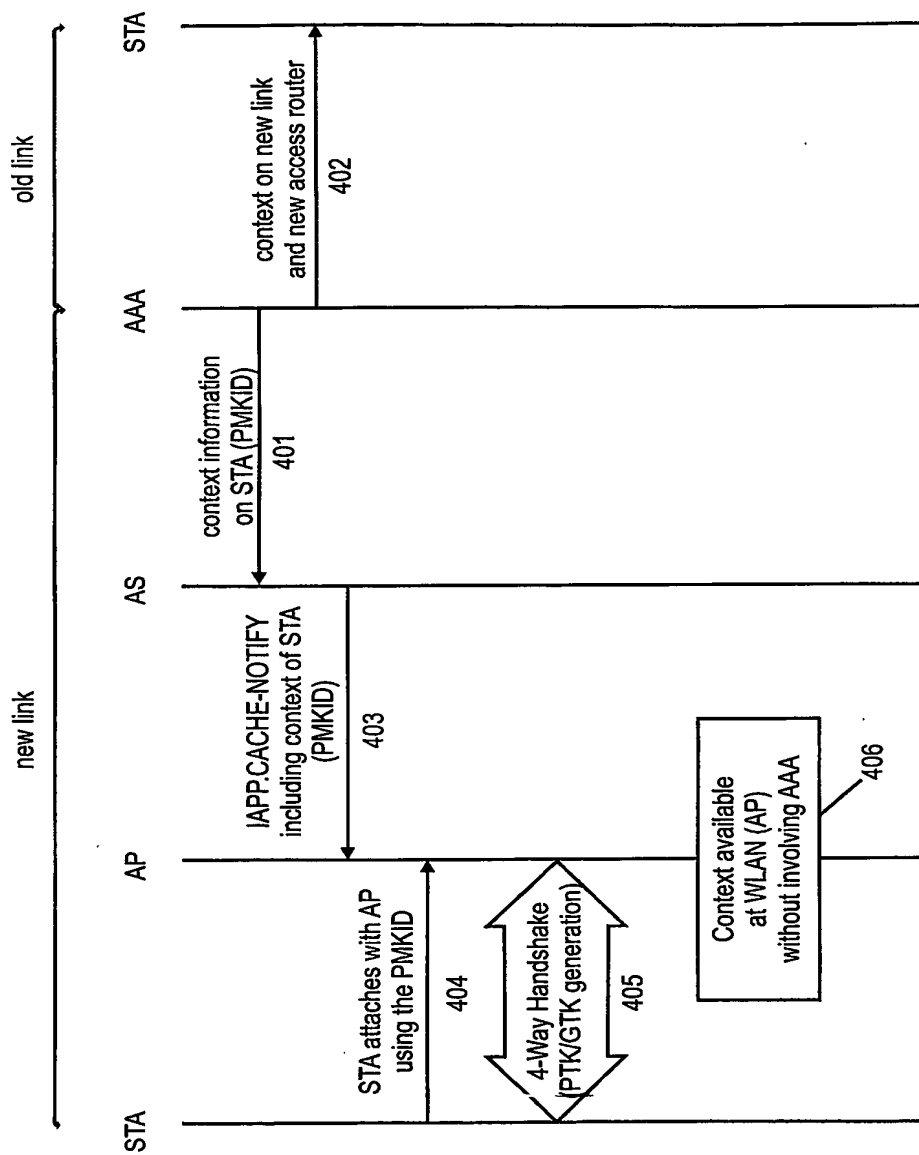 new link
old link
STA
AP
AS
AAA
STA
context information
on STA (PMKID)
401
context on new link
and new access router
402
IAPP.CACHE-NOTIFY
including context of STA
(PMKID)
403
STA attaches with AP
using the PMKID
404
4-Way Handshake
(PTK/GTK generation)
405
Context available
at WLAN (AP)
without involving AAA
406